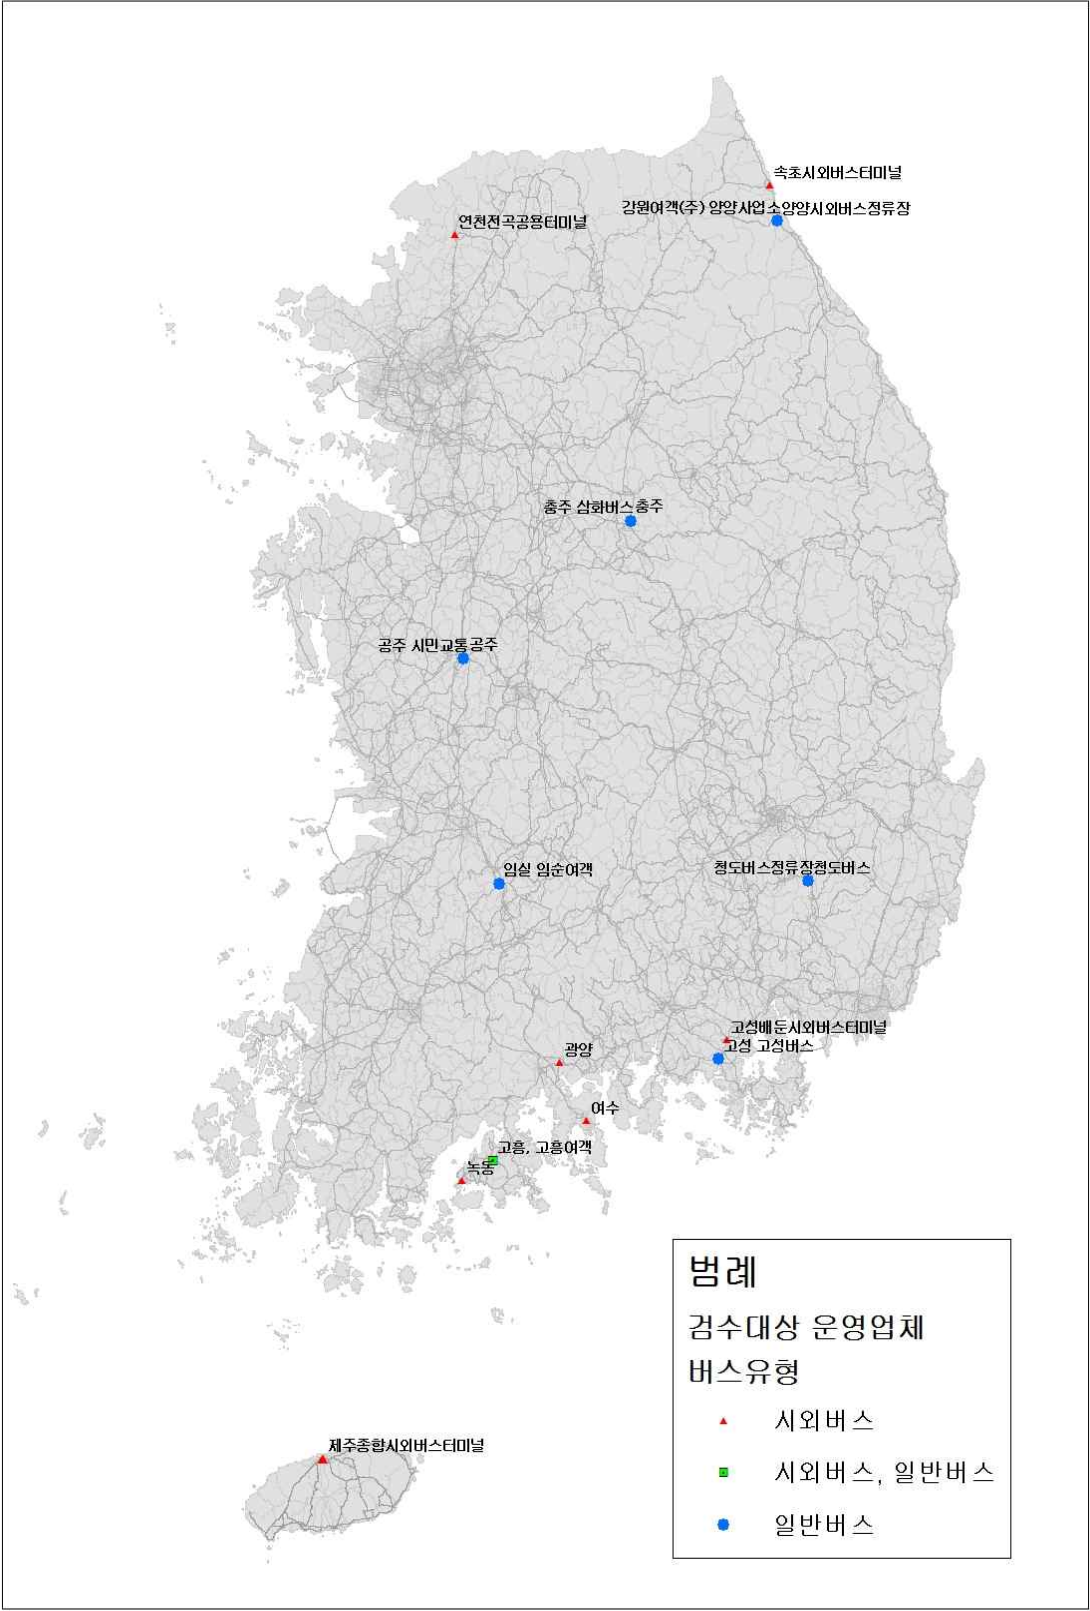 속초시외버스터미널
강원여객(주) 양양사업소양양시외버스정류장
연천전곡공용터미널
충주 삼화버스충주
공주 시민교통공주
임실 임순여객
청도버스정류장청도버스
고성배둔시외버스터미널
고성 고성버스
광양
여수
고흥, 고흥여객
녹동
제주종합시외버스터미널
범례
검수대상 운영업체
버스유형
시외버스
시외버스, 일반버스
일반버스